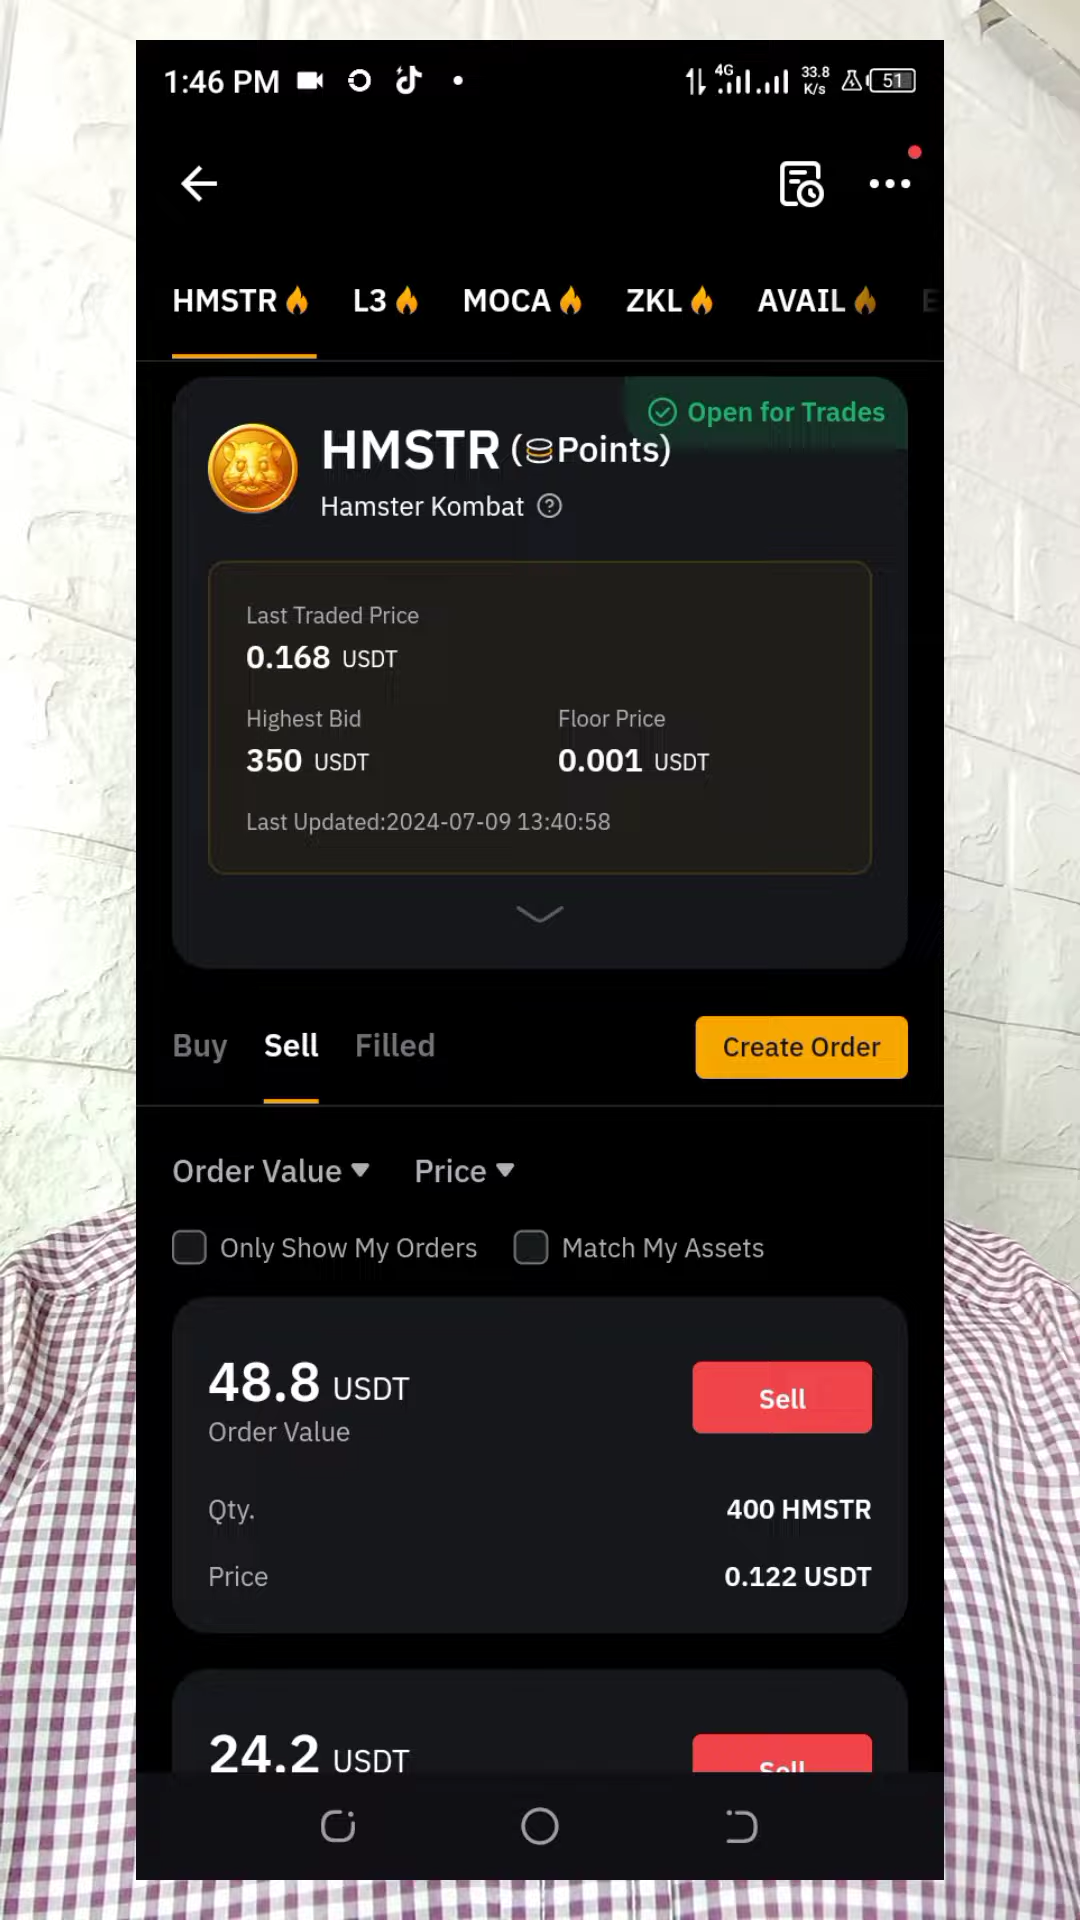 1:46 PM 4G 33.8 K/s 51
HMSTR L3 MOCA ZKL AVAIL E
Open for Trades
HMSTR (Points)
Hamster Kombat
Last Traded Price
0.168 USDT
Highest Bid Floor Price
350 USDT 0.001 USDT
Last Updated:2024-07-09 13:40:58
Buy Sell Filled Create Order
Order Value Price
Only Show My Orders Match My Assets
48.8 USDT Sell
Order Value
Qty. 400 HMSTR
Price 0.122 USDT
24.2 USDT Sell